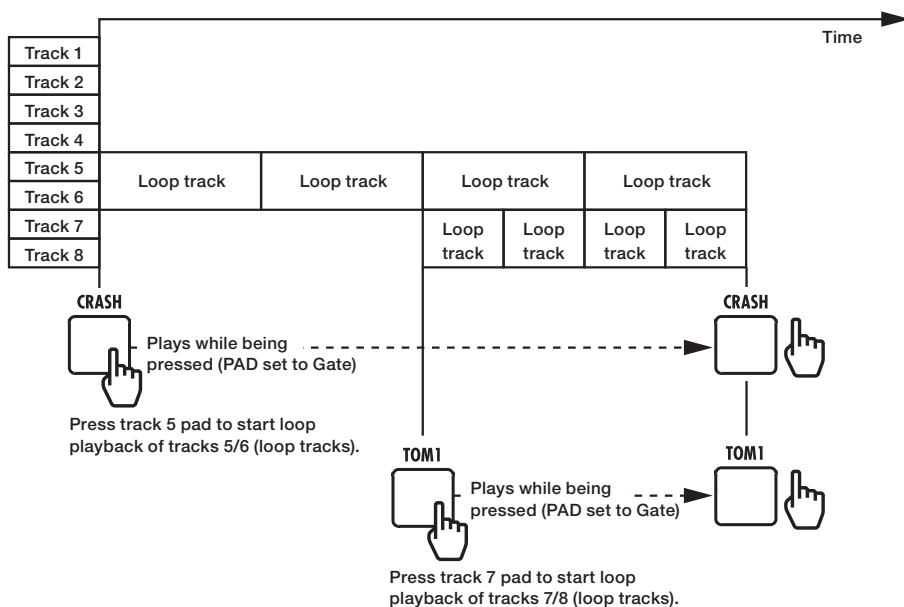 Time
Track 1
Track 2
Track 3
Track 4
Track 5
Track 6
Track 7
Track 8
Loop track
Loop track
Loop track
Loop track
Loop
track
Loop
track
Loop
track
Loop
track
CRASH
CRASH
Plays while being
pressed (PAD set to Gate)
Press track 5 pad to start loop
playback of tracks 5/6 (loop tracks).
TOM1
TOM1
Plays while being
pressed (PAD set to Gate)
Press track 7 pad to start loop
playback of tracks 7/8 (loop tracks).